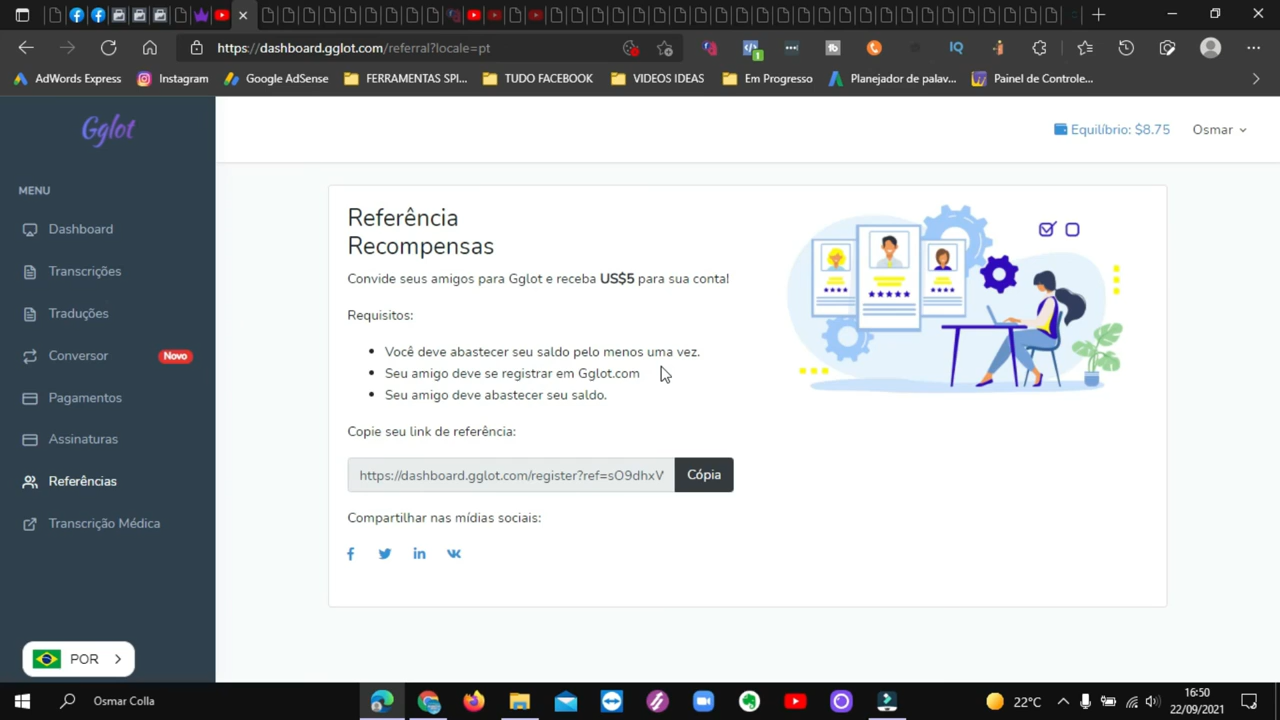 https://dashboard.gglot.com/referral?locale=pt
1
IQ
AdWords Express
Instagram
Google AdSense
FERRAMENTAS SPI...
TUDO FACEBOOK
VIDEOS IDEAS
Em Progresso
Planejador de palav...
Painel de Controle...
Gglot
Equilíbrio: $8.75
Osmar
MENU
Dashboard
Transcrições
Traduções
Conversor
Novo
Pagamentos
Assinaturas
Referências
Transcrição Médica
POR
Referência
Recompensas
Convide seus amigos para Gglot e receba US$5 para sua conta!
Requisitos:
Você deve abastecer seu saldo pelo menos uma vez.
Seu amigo deve se registrar em Gglot.com
Seu amigo deve abastecer seu saldo.
Copie seu link de referência:
https://dashboard.gglot.com/register?ref=sO9dhxV
Cópia
Compartilhar nas mídias sociais:
Osmar Colla
22°C
16:50
22/09/2021